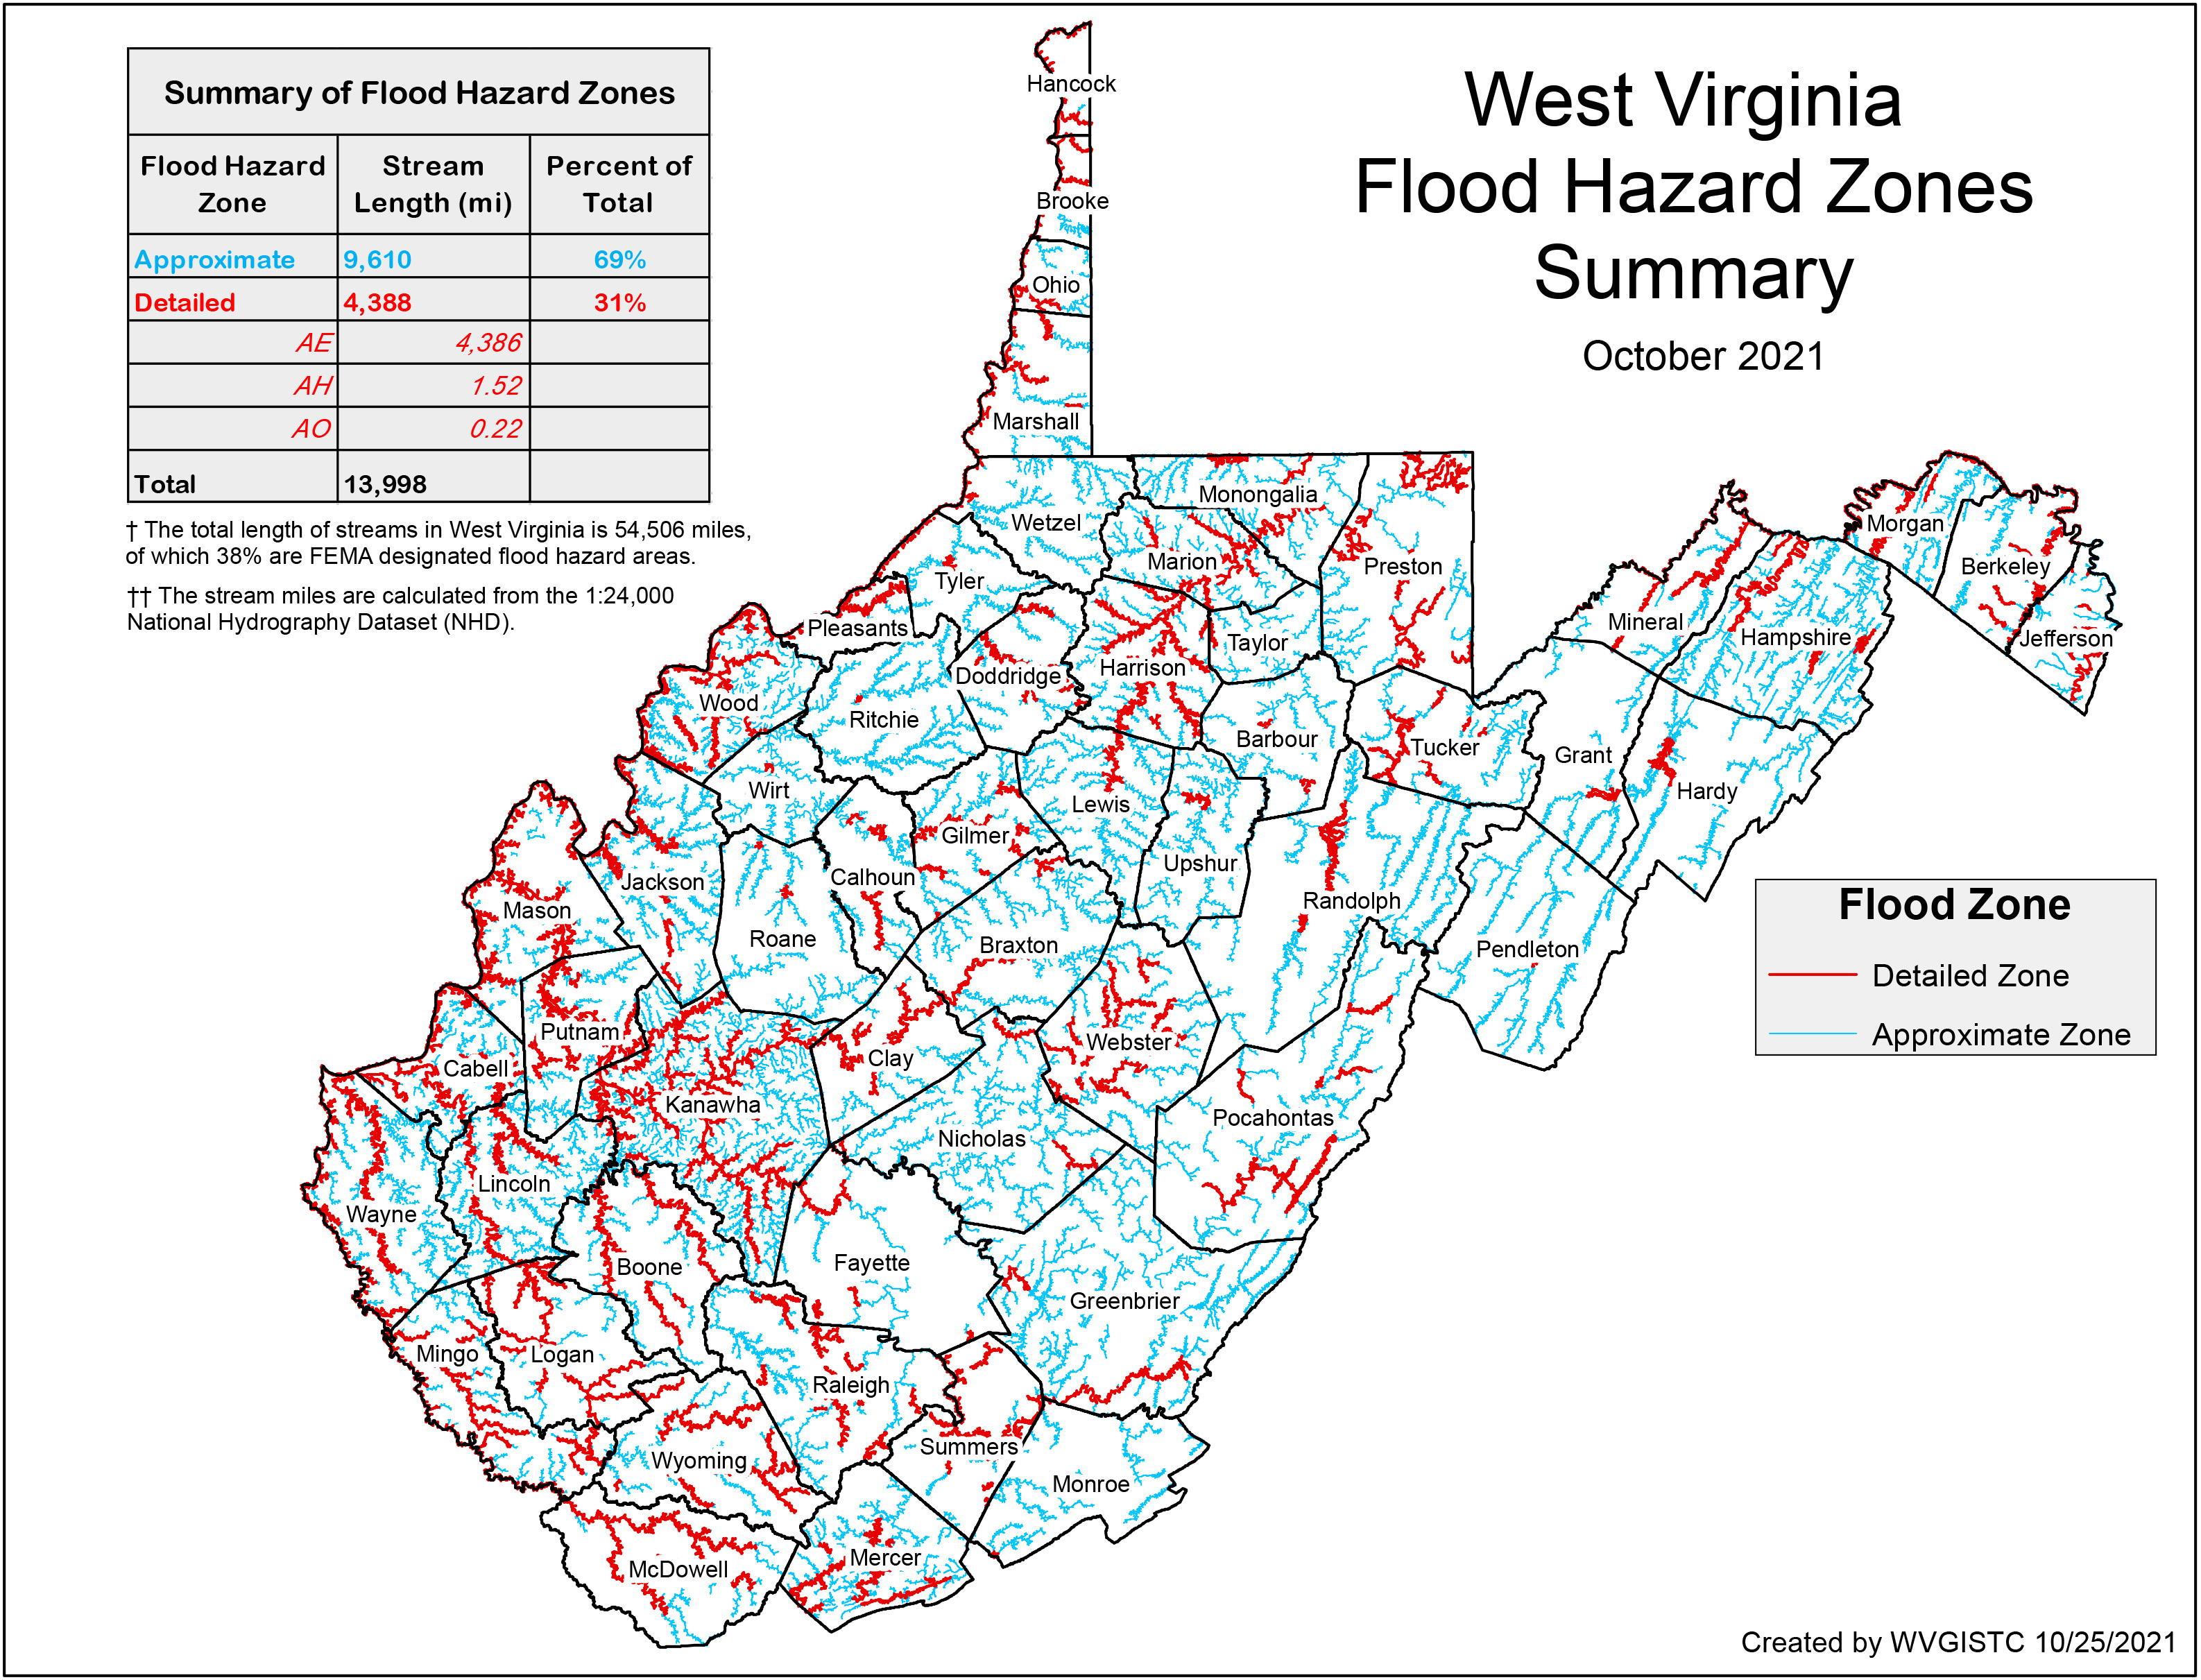 West Virginia
Flood Hazard Zones
Summary
October 2021
Summary of Flood Hazard Zones
Flood Hazard Zone Stream Length (mi) Percent of Total
Approximate 9,610 69%
Detailed 4,388 31%
AE 4,386
AH 1.52
AO 0.22
Total 13,998
† The total length of streams in West Virginia is 54,506 miles,
of which 38% are FEMA designated flood hazard areas.
†† The stream miles are calculated from the 1:24,000
National Hydrography Dataset (NHD).
Hancock
Brooke
Ohio
Marshall
Monongalia
Wetzel
Morgan
Marion
Preston
Berkeley
Tyler
Mineral
Pleasants
Hampshire
Jefferson
Taylor
Harrison
Doddridge
Wood
Ritchie
Barbour
Tucker
Grant
Wirt
Hardy
Lewis
Gilmer
Upshur
Calhoun
Jackson
Randolph
Mason
Roane
Braxton
Pendleton
Putnam
Webster
Clay
Cabell
Kanawha
Pocahontas
Nicholas
Lincoln
Wayne
Fayette
Boone
Greenbrier
Mingo
Logan
Raleigh
Summers
Wyoming
Monroe
Mercer
McDowell
Flood Zone
Detailed Zone
Approximate Zone
Created by WVGISTC 10/25/2021